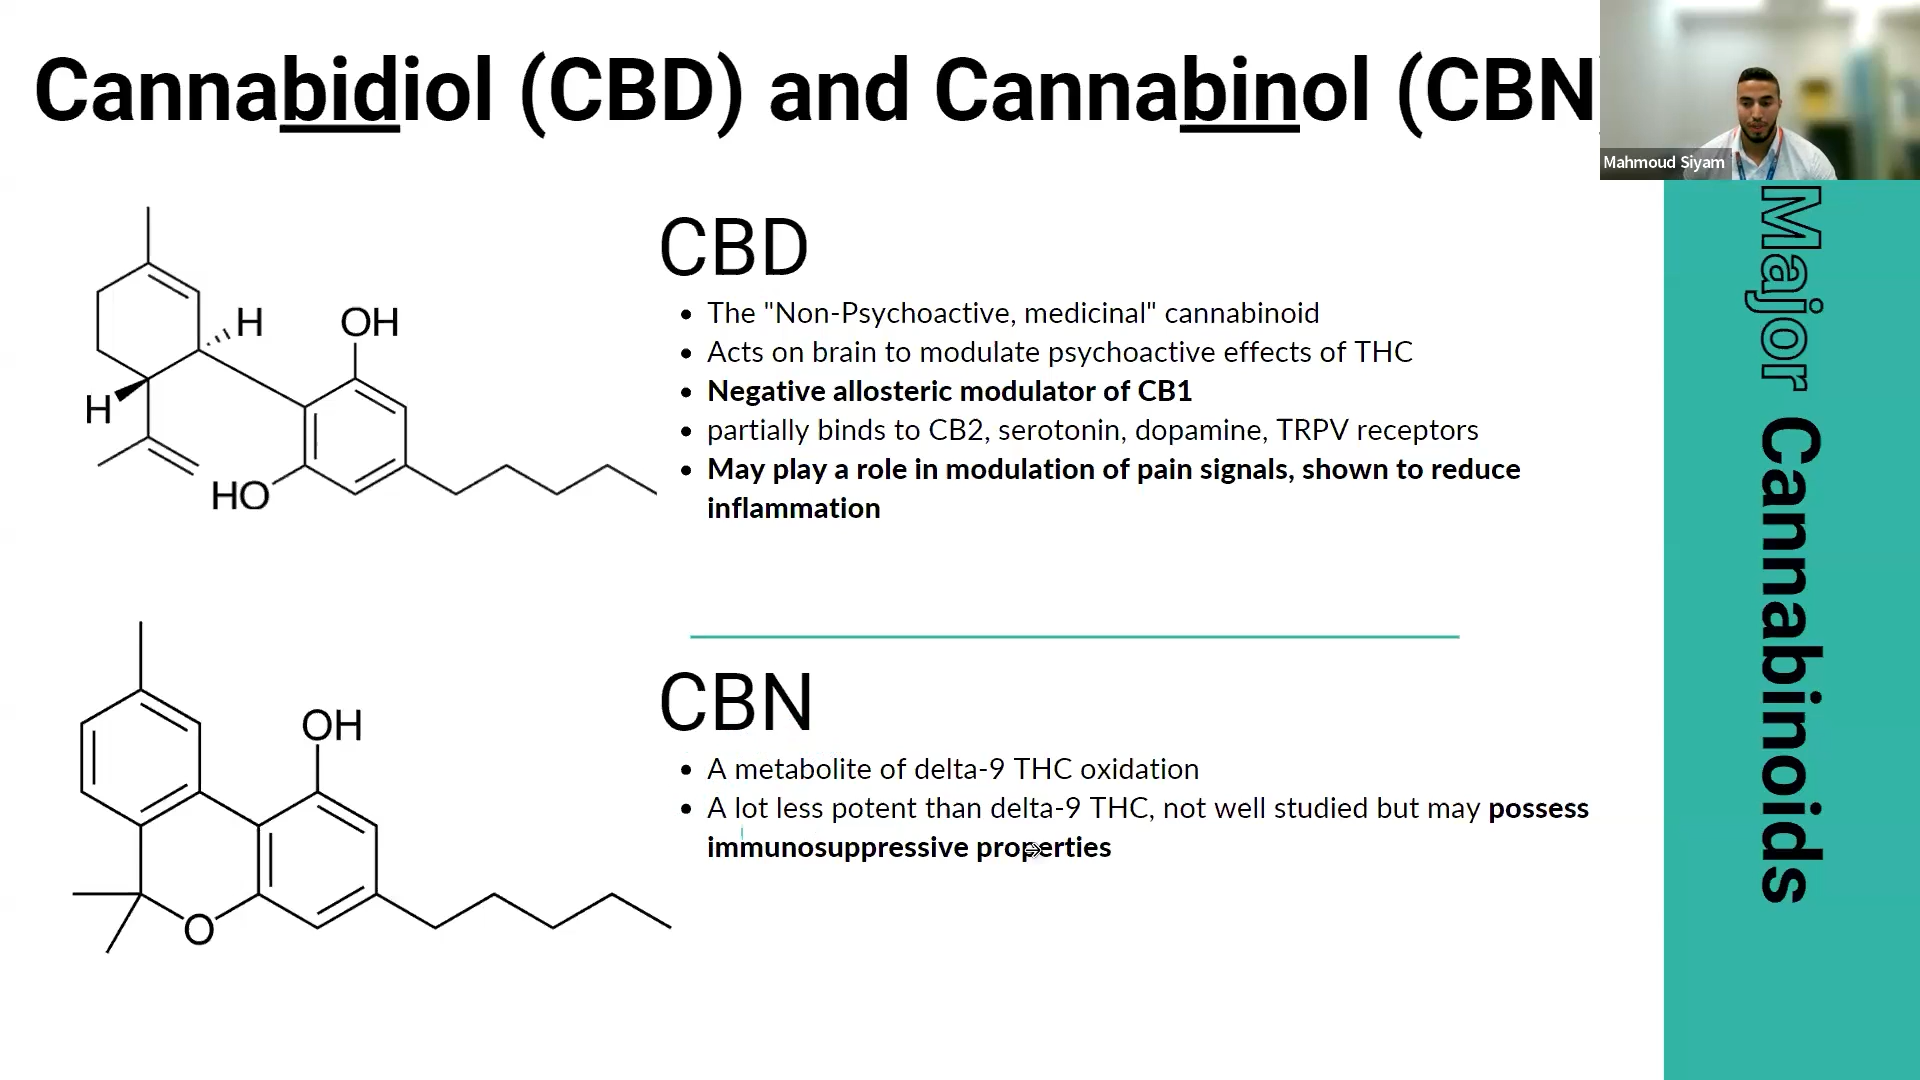 Cannabidiol (CBD) and Cannabinol (CBN)
Mahmoud Siyam
CBD
The "Non-Psychoactive, medicinal" cannabinoid
Acts on brain to modulate psychoactive effects of THC
Negative allosteric modulator of CB1
partially binds to CB2, serotonin, dopamine, TRPV receptors
May play a role in modulation of pain signals, shown to reduce
inflammation
H
OH
H
HO
CBN
A metabolite of delta-9 THC oxidation
A lot less potent than delta-9 THC, not well studied but may possess
immunosuppressive properties
OH
O
Major Cannabinoids